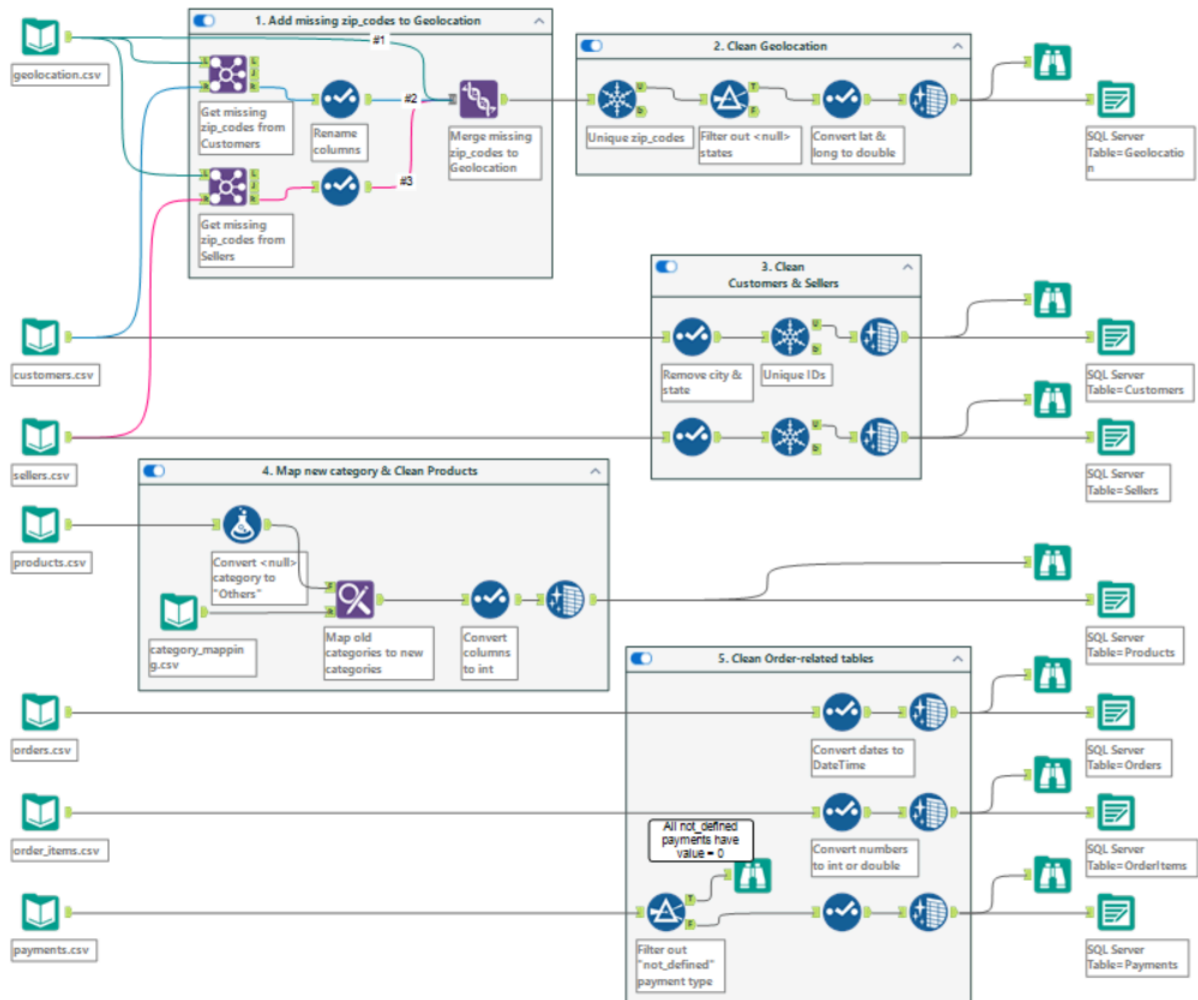 1. Add missing zip_codes to Geolocation
#1
geolocation.csv
Get missing
zip_codes from
Customers
Rename
columns
#2
Merge missing
zip_codes to
Geolocation
#3
Get missing
zip_codes from
Sellers
2. Clean Geolocation
Unique zip_codes
Filter out <null>
states
Convert lat &
long to double
SQL Server
Table=Geolocatio
n
3. Clean
Customers & Sellers
customers.csv
Remove city &
state
Unique IDs
SQL Server
Table=Customers
sellers.csv
SQL Server
Table=Sellers
4. Map new category & Clean Products
products.csv
Convert <null>
category to
"Others"
category_mappin
g.csv
Map old
categories to new
categories
Convert
columns
to int
SQL Server
Table=Products
5. Clean Order-related tables
orders.csv
Convert dates to
DateTime
SQL Server
Table=Orders
order_items.csv
All not_defined
payments have
value = 0
Convert numbers
to int or double
SQL Server
Table=OrderItems
payments.csv
Filter out
"not_defined"
payment type
SQL Server
Table=Payments
L
R
L
J
R
L
R
L
J
R
U
D
T
F
U
D
U
D
F
R
T
F